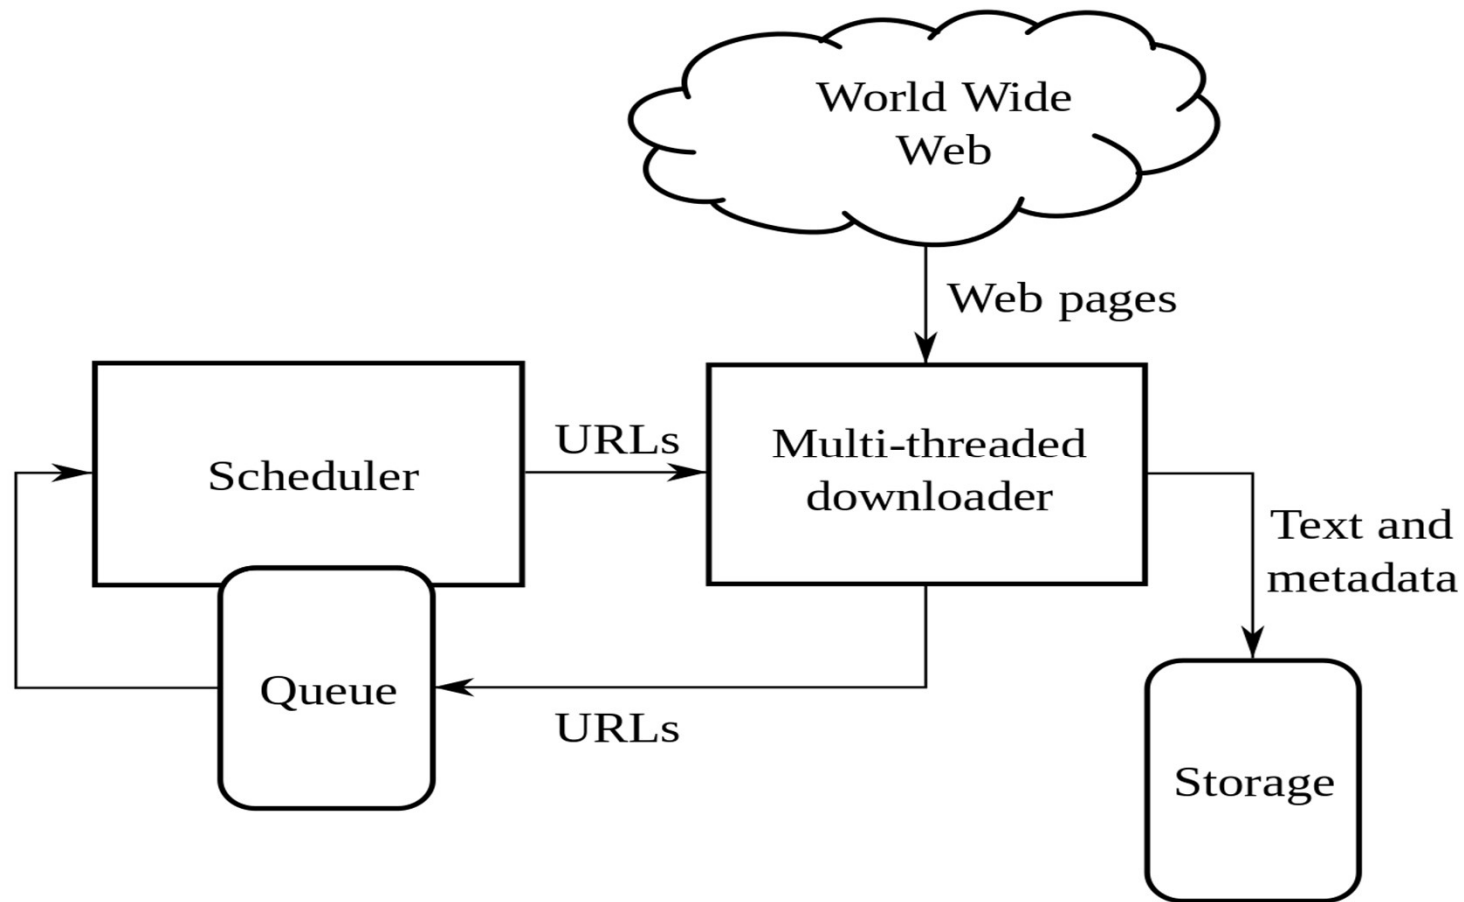 World Wide
Web
Web pages
URLs
Scheduler
Multi-threaded
downloader
Text and
metadata
Queue
URLs
Storage